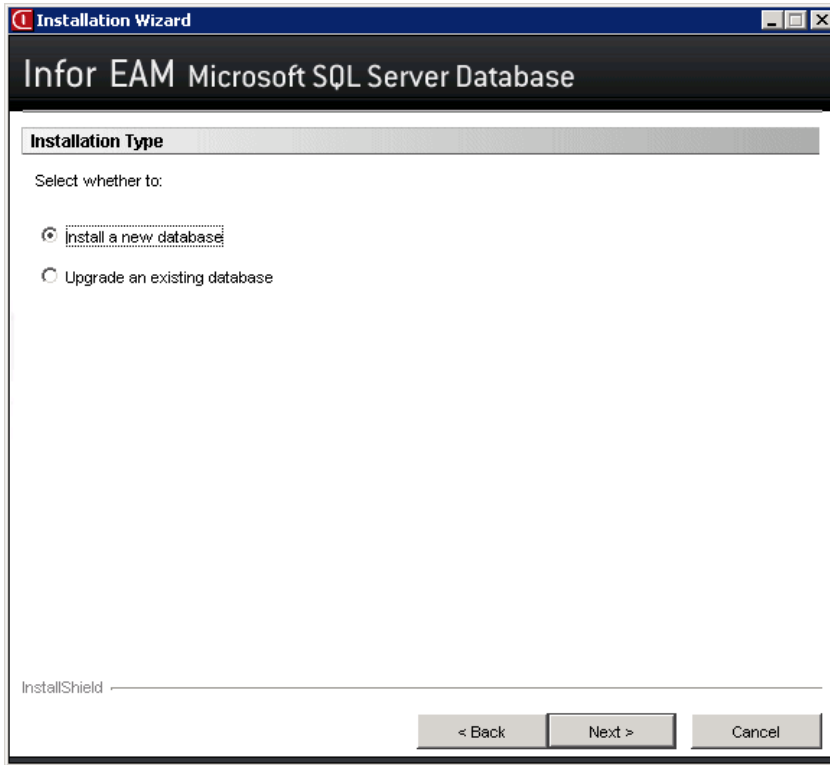 Installation Wizard
Infor EAM Microsoft SQL Server Database
Installation Type
Select whether to:
Install a new database
Upgrade an existing database
InstallShield
< Back
Next >
Cancel